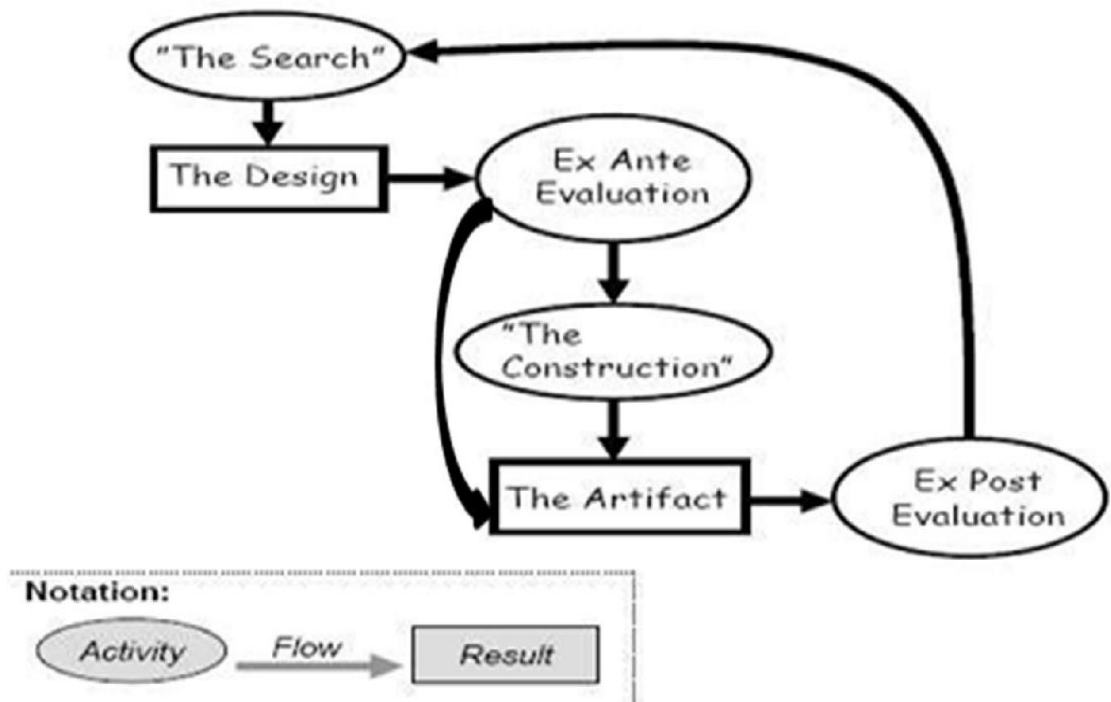 "The Search"
The Design
Ex Ante
Evaluation
"The
Construction"
The Artifact
Ex Post
Evaluation
Notation:
Activity
Flow
Result